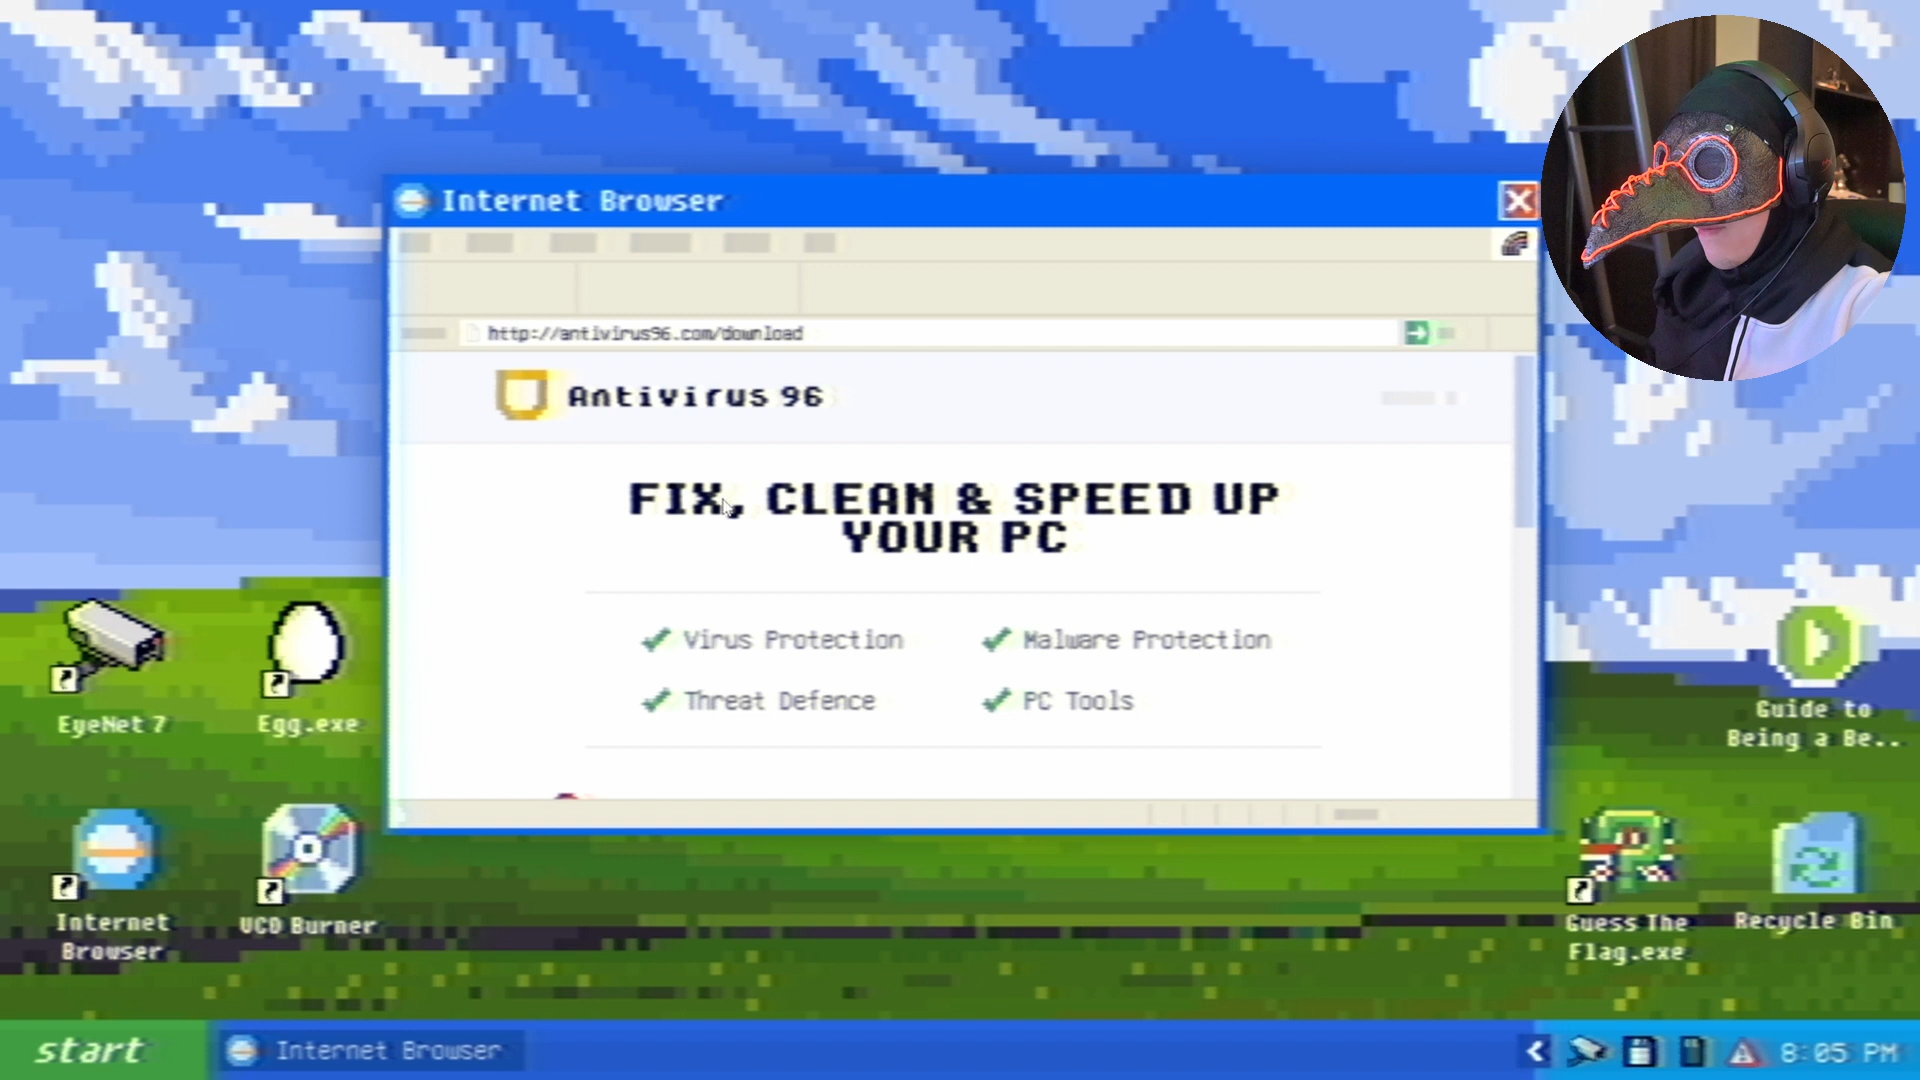 Internet Browser
http://antivirus96.com/download
Antivirus 96
FIX, CLEAN & SPEED UP
YOUR PC
Virus Protection
Malware Protection
Threat Defence
PC Tools
EyeNet 7
Egg.exe
Guide to
Being a Be..
Internet
Browser
VCD Burner
Guess The
Flag.exe
Recycle Bin
start
Internet Browser
8:05 PM